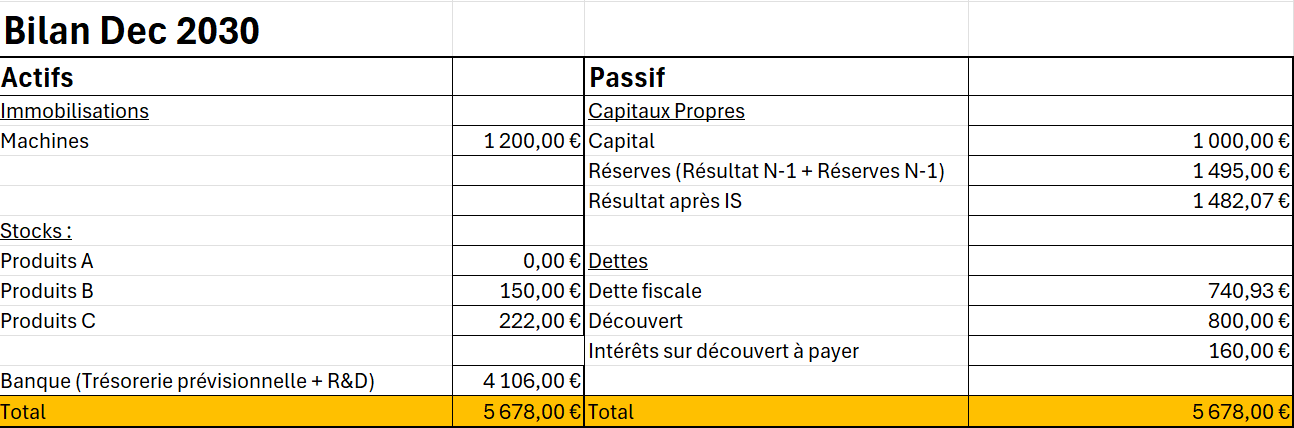 Bilan Dec 2030
Actifs Passif
Immobilisations Capitaux Propres
Machines 1 200,00 € Capital 1 000,00 €
Réserves (Résultat N-1 + Réserves N-1) 1 495,00 €
Résultat après IS 1 482,07 €
Stocks :
Produits A 0,00 € Dettes
Produits B 150,00 € Dette fiscale 740,93 €
Produits C 222,00 € Découvert 800,00 €
Intérêts sur découvert à payer 160,00 €
Banque (Trésorerie prévisionnelle + R&D) 4 106,00 €
Total 5 678,00 € Total 5 678,00 €